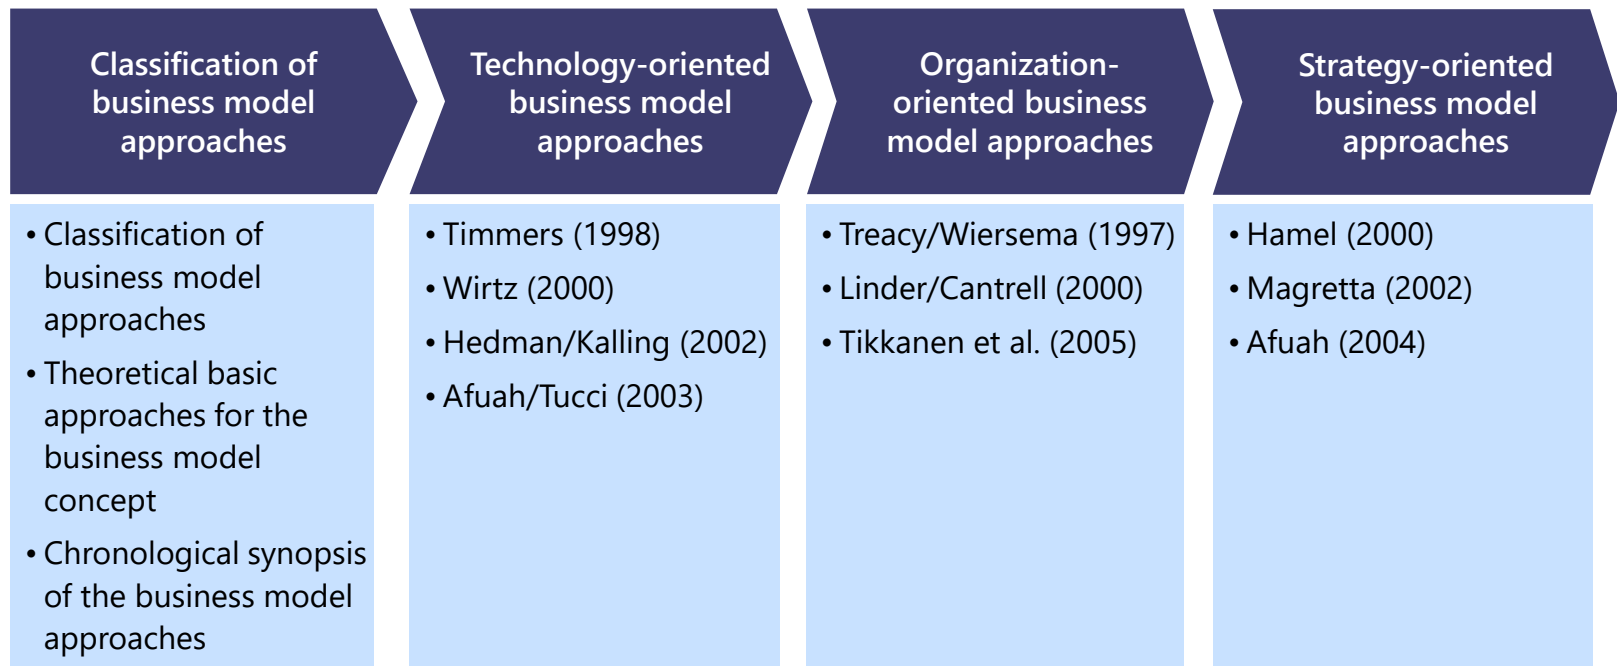 Classification of
business model
approaches
Technology-oriented
business model
approaches
Organization-
oriented business
model approaches
Strategy-oriented
business model
approaches
• Classification of
business model
approaches
• Theoretical basic
approaches for the
business model
concept
• Chronological synopsis
of the business model
approaches
• Timmers (1998)
• Wirtz (2000)
• Hedman/Kalling (2002)
• Afuah/Tucci (2003)
• Treacy/Wiersema (1997)
• Linder/Cantrell (2000)
• Tikkanen et al. (2005)
• Hamel (2000)
• Magretta (2002)
• Afuah (2004)